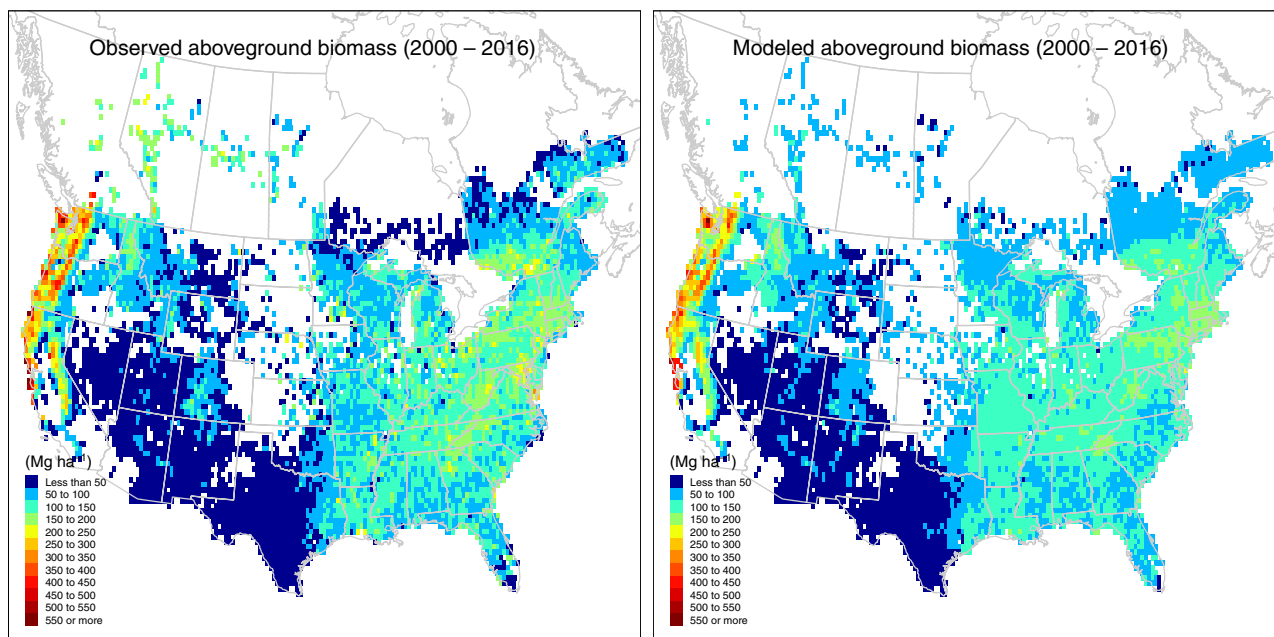 Observed aboveground biomass (2000 – 2016)
(Mg ha⁻¹)
Less than 50
50 to 100
100 to 150
150 to 200
200 to 250
250 to 300
300 to 350
350 to 400
400 to 450
450 to 500
500 to 550
550 or more
Modeled aboveground biomass (2000 – 2016)
(Mg ha⁻¹)
Less than 50
50 to 100
100 to 150
150 to 200
200 to 250
250 to 300
300 to 350
350 to 400
400 to 450
450 to 500
500 to 550
550 or more